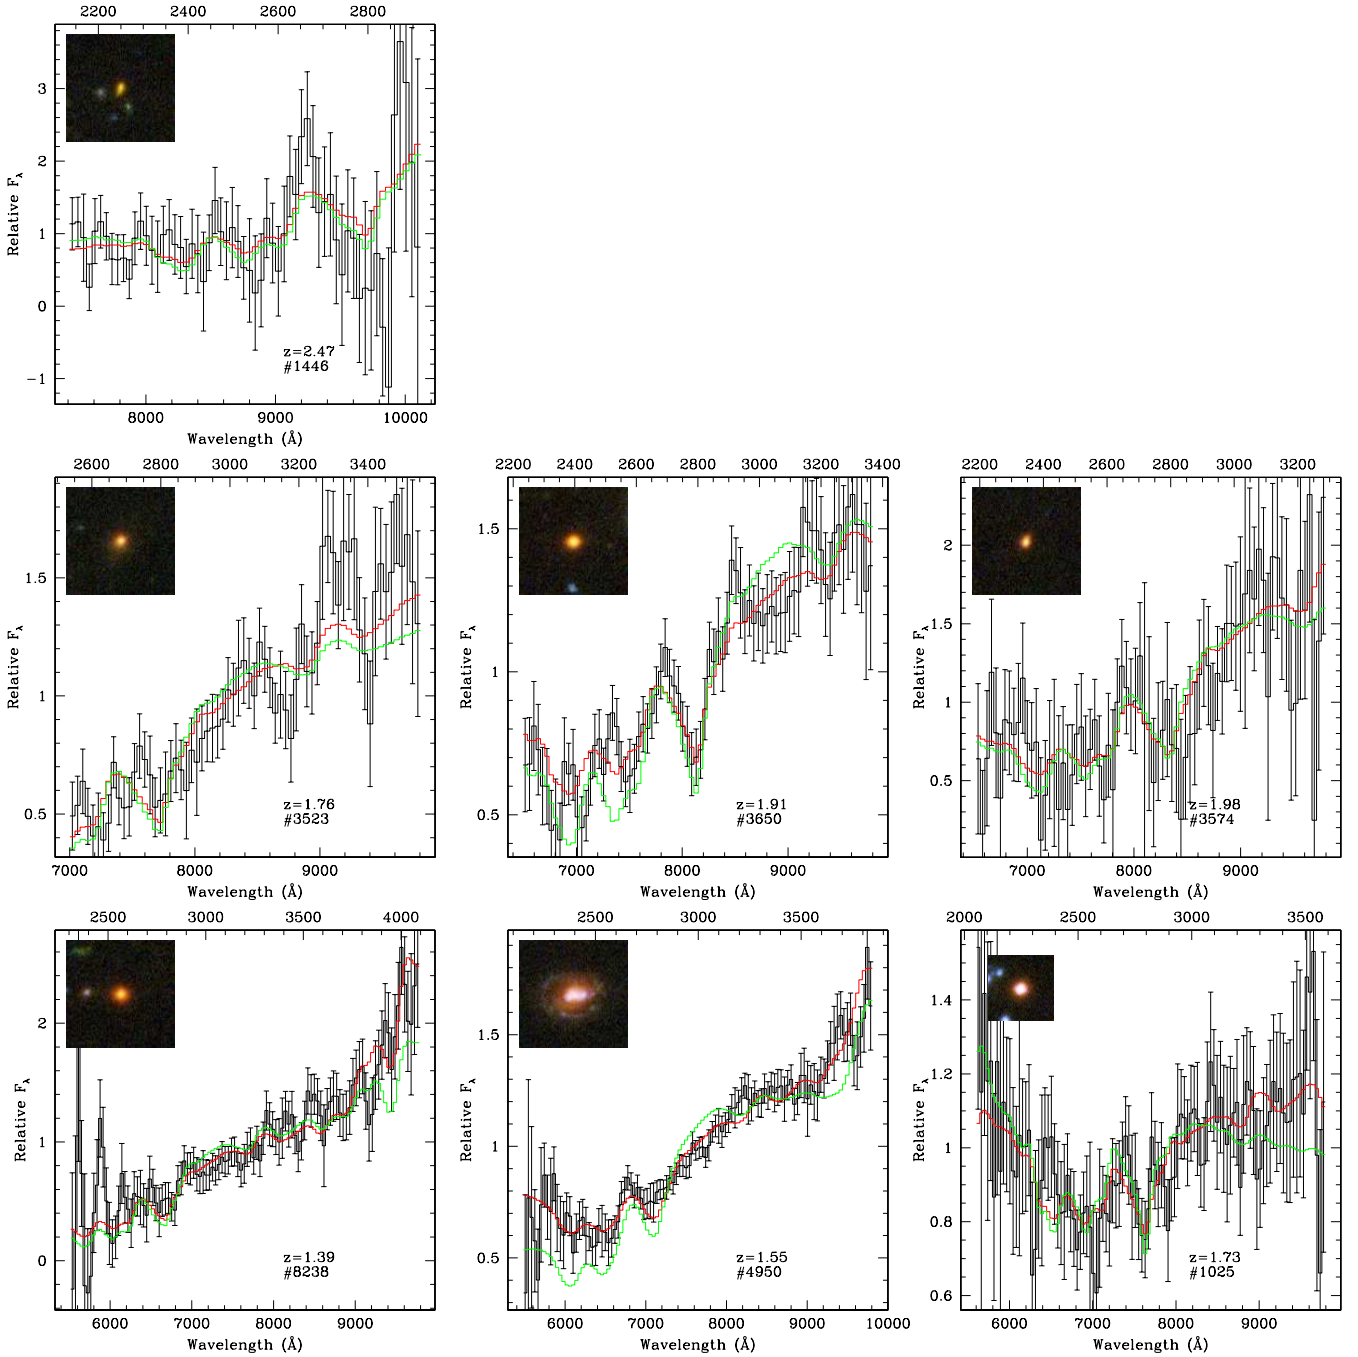 2200 2400 2600 2800
3
2
1
0
−1
Relative Fλ
z=2.47
#1446
8000 9000 10000
Wavelength (Å)
2600 2800 3000 3200 3400
1.5
1
0.5
Relative Fλ
z=1.76
#3523
7000 8000 9000
Wavelength (Å)
2200 2400 2600 2800 3000 3200 3400
1.5
1
0.5
Relative Fλ
z=1.91
#3650
7000 8000 9000
Wavelength (Å)
2200 2400 2600 2800 3000 3200
2
1.5
1
0.5
Relative Fλ
z=1.98
#3574
7000 8000 9000
Wavelength (Å)
2500 3000 3500 4000
2
1
0
Relative Fλ
z=1.39
#8238
6000 7000 8000 9000
Wavelength (Å)
2500 3000 3500
1.5
1
0.5
Relative Fλ
z=1.55
#4950
6000 7000 8000 9000 10000
Wavelength (Å)
2000 2500 3000 3500
1.4
1.2
1
0.8
0.6
Relative Fλ
z=1.73
#1025
6000 7000 8000 9000
Wavelength (Å)